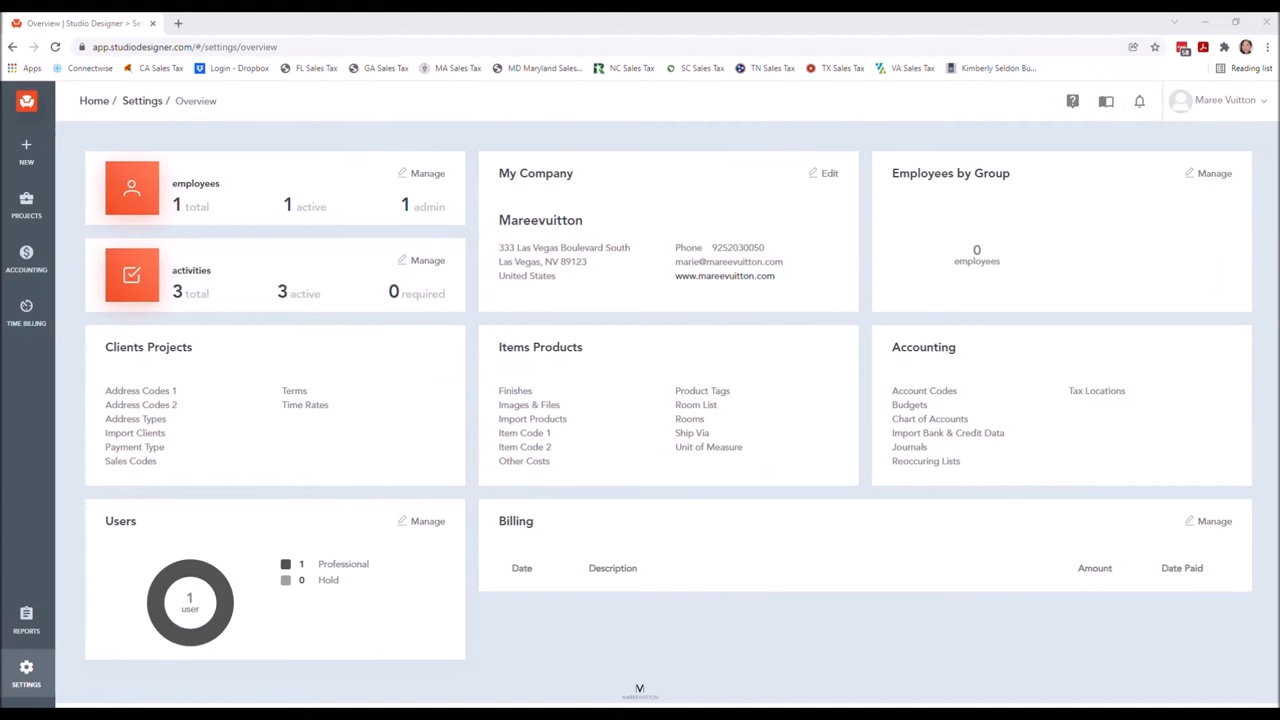 Overview | Studio Designer > Se
app.studiodesigner.com/#/settings/overview
58
Apps
Connectwise
CA Sales Tax
Login - Dropbox
FL Sales Tax
GA Sales Tax
MA Sales Tax
MD Maryland Sales...
NC Sales Tax
SC Sales Tax
TN Sales Tax
TX Sales Tax
VA Sales Tax
Kimberly Seldon Bu...
Reading list
Home / Settings / Overview
Maree Vuitton
NEW
PROJECTS
ACCOUNTING
TIME BILLING
REPORTS
SETTINGS
employees
Manage
1 total 1 active 1 admin
activities
Manage
3 total 3 active 0 required
My Company
Edit
Mareevuitton
333 Las Vegas Boulevard South
Las Vegas, NV 89123
United States
Phone 9252030050
marie@mareevuitton.com
www.mareevuitton.com
Employees by Group
Manage
0
employees
Clients Projects
Address Codes 1
Address Codes 2
Address Types
Import Clients
Payment Type
Sales Codes
Terms
Time Rates
Items Products
Finishes
Images & Files
Import Products
Item Code 1
Item Code 2
Other Costs
Product Tags
Room List
Rooms
Ship Via
Unit of Measure
Accounting
Account Codes
Budgets
Chart of Accounts
Import Bank & Credit Data
Journals
Reoccuring Lists
Tax Locations
Users
Manage
1
user
1 Professional
0 Hold
Billing
Manage
Date Description Amount Date Paid
M
MAREEVUITTON